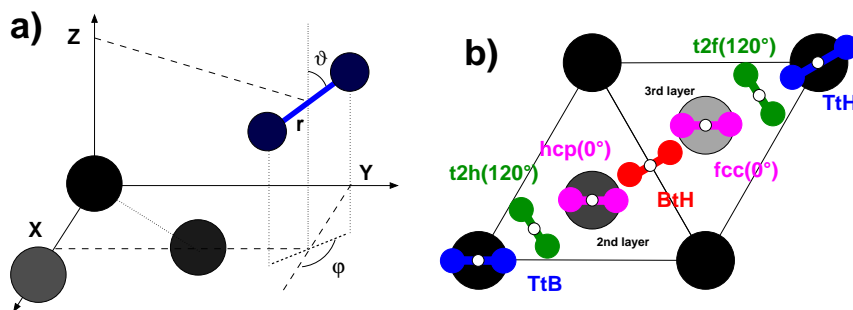 a)
Z
ϑ
r
Y
X
φ
b)
t2f(120°)
TtH
3rd layer
hcp(0°)
fcc(0°)
t2h(120°)
BtH
2nd layer
TtB